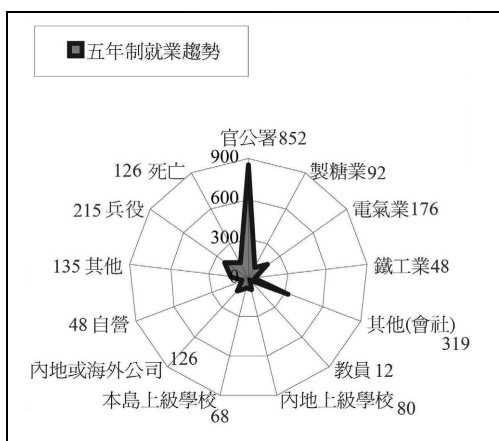 五年制就業趨勢
官公署852
900
126 死亡
製糖業92
600
215 兵役
電氣業176
300
135 其他
0
鐵工業48
48 自營
其他(會社)
319
內地或海外公司
126
教員 12
本島上級學校
68
內地上級學校
80